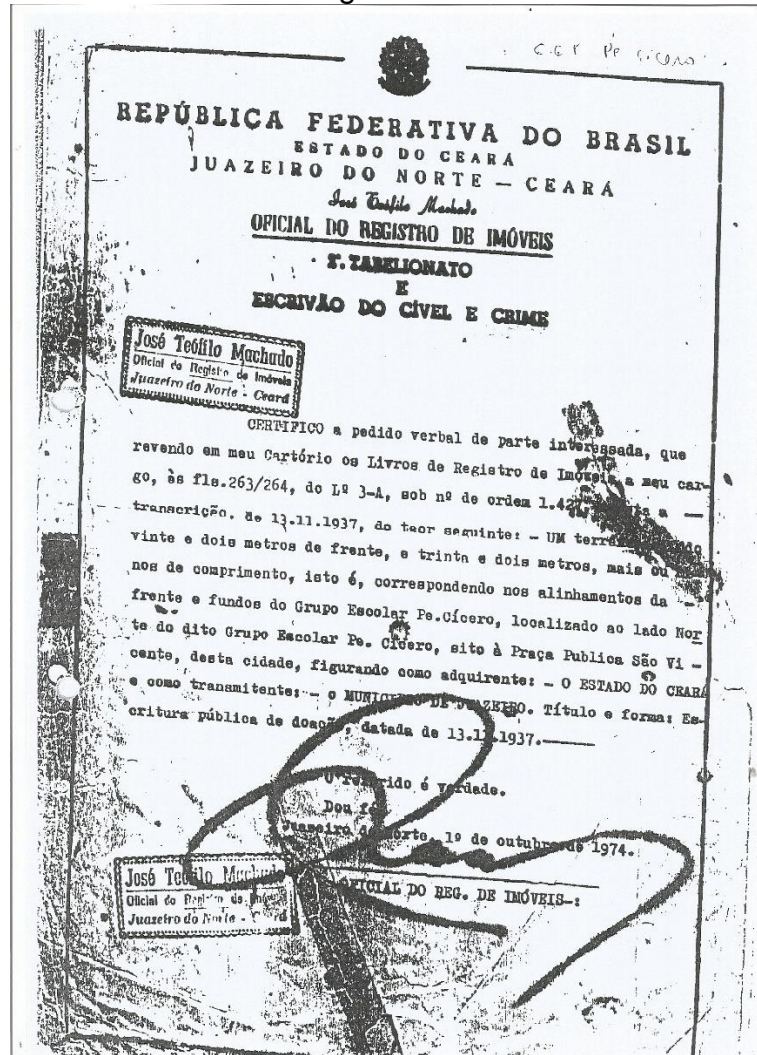 REPÚBLICA FEDERATIVA DO BRASIL
ESTADO DO CEARÁ
JUAZEIRO DO NORTE — CEARÁ
José Teófilo Machado
OFICIAL DO REGISTRO DE IMÓVEIS
2º. TABELIONATO
E
ESCRIVÃO DO CÍVEL E CRIME
José Teófilo Machado
Oficial do Registro de Imóveis
Juazeiro do Norte - Ceará
CERTIFICO a pedido verbal de parte interessada, que
revendo em meu Cartório os Livros de Registro de Imoveis a meu car-
go, às fls.263/264, do Lº 3-A, sob nº de ordem a —
transcrição. de 13.11.1937, do teor seguinte: - UM
vinte e dois metros de frente, e trinta e dois metros, mais ou
nos de comprimento, isto é, correspondendo nos alinhamentos da -
frente e fundos do Grupo Escolar Pe.Cícero, localizado ao lado Nor
te do dito Grupo Escolar Pe. Cícero, sito à Praça Publica São Vi -
cente, desta cidade, figurando como adquirente: - O ESTADO DO CEARÁ
e como transmitente: - o MUNICIPIO DE JUAZEIRO. Título e forma: Es-
critura pública de doação, datada de 13.11.1937.——
O referido é verdade.
Dou fé
Juazeiro do Norte, 1º de outubro de 1974.
OFICIAL DO REG. DE IMÓVEIS-:
José Teófilo Machado
Oficial do Registro de Imóveis
Juazeiro do Norte - Ceará